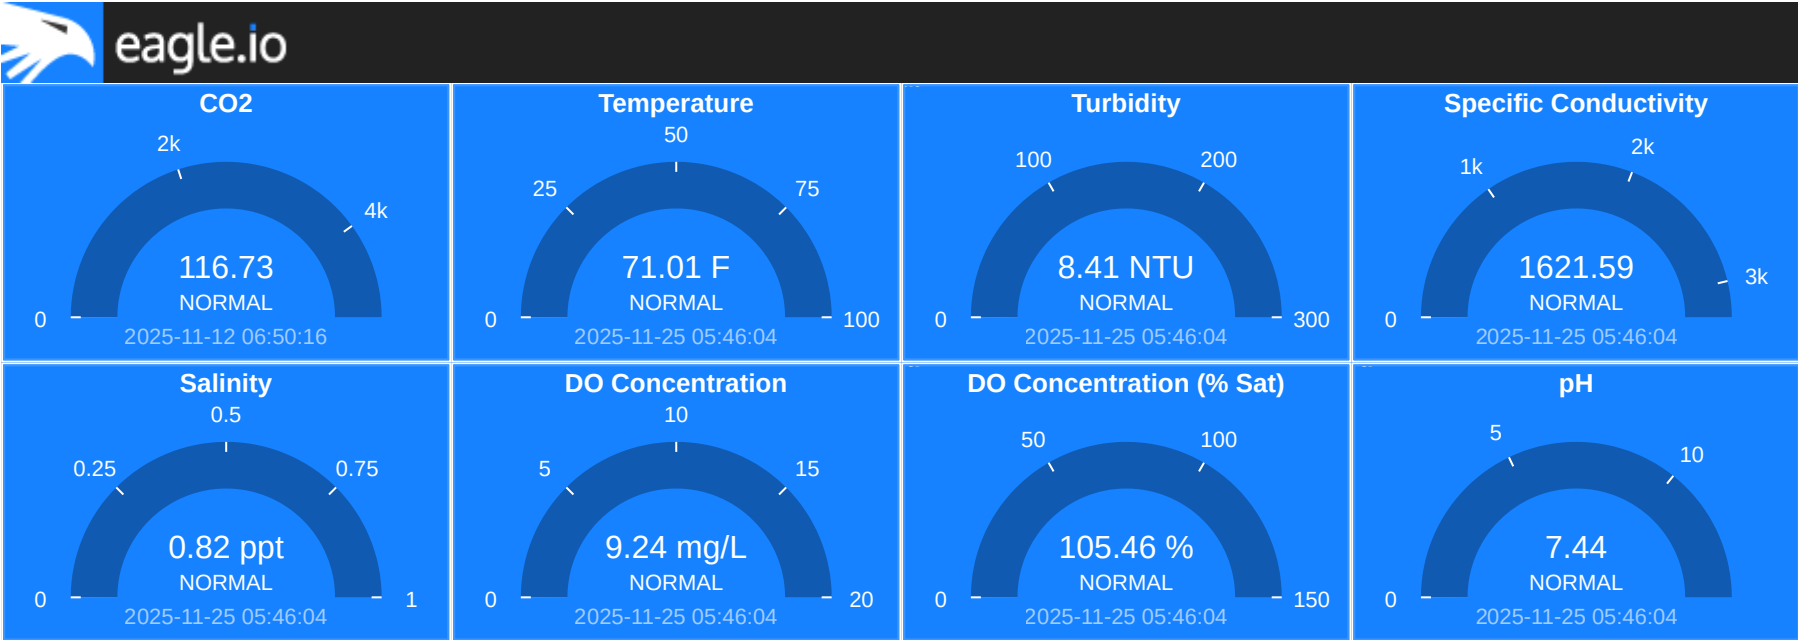 eagle.io
CO2
2k
4k
116.73
NORMAL
0
2025-11-12 06:50:16
Temperature
50
25
75
71.01 F
NORMAL
0
100
2025-11-25 05:46:04
Turbidity
100
200
8.41 NTU
NORMAL
0
300
2025-11-25 05:46:04
Specific Conductivity
2k
1k
1621.59
3k
NORMAL
0
2025-11-25 05:46:04
Salinity
0.5
0.25
0.75
0.82 ppt
NORMAL
0
1
2025-11-25 05:46:04
DO Concentration
10
5
15
9.24 mg/L
NORMAL
0
20
2025-11-25 05:46:04
DO Concentration (% Sat)
50
100
105.46 %
NORMAL
0
150
2025-11-25 05:46:04
pH
5
10
7.44
NORMAL
0
2025-11-25 05:46:04